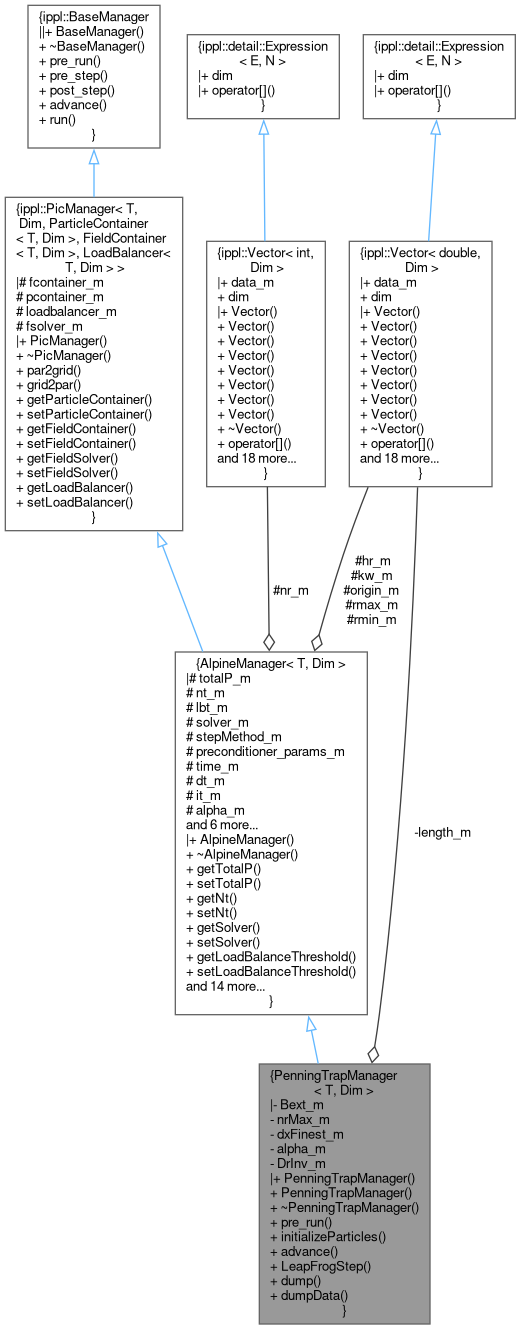 {ippl::BaseManager
||+ BaseManager()
+ ~BaseManager()
+ pre_run()
+ pre_step()
+ post_step()
+ advance()
+ run()
}
{ippl::detail::Expression
< E, N >
|+ dim
|+ operator[]()
}
{ippl::detail::Expression
< E, N >
|+ dim
|+ operator[]()
}
{ippl::PicManager< T,
Dim, ParticleContainer
< T, Dim >, FieldContainer
< T, Dim >, LoadBalancer<
T, Dim > >
|# fcontainer_m
# pcontainer_m
# loadbalancer_m
# fsolver_m
|+ PicManager()
+ ~PicManager()
+ par2grid()
+ grid2par()
+ getParticleContainer()
+ setParticleContainer()
+ getFieldContainer()
+ setFieldContainer()
+ getFieldSolver()
+ setFieldSolver()
+ getLoadBalancer()
+ setLoadBalancer()
}
{ippl::Vector< int,
Dim >
|+ data_m
+ dim
|+ Vector()
+ Vector()
+ Vector()
+ Vector()
+ Vector()
+ Vector()
+ Vector()
+ Vector()
+ ~Vector()
+ operator[]()
and 18 more...
}
{ippl::Vector< double,
Dim >
|+ data_m
+ dim
|+ Vector()
+ Vector()
+ Vector()
+ Vector()
+ Vector()
+ Vector()
+ Vector()
+ Vector()
+ ~Vector()
+ operator[]()
and 18 more...
}
#nr_m
#hr_m
#kw_m
#origin_m
#rmax_m
#rmin_m
{AlpineManager< T, Dim >
|# totalP_m
# nt_m
# lbt_m
# solver_m
# stepMethod_m
# preconditioner_params_m
# time_m
# dt_m
# it_m
# alpha_m
and 6 more...
|+ AlpineManager()
+ ~AlpineManager()
+ getTotalP()
+ setTotalP()
+ getNt()
+ setNt()
+ getSolver()
+ setSolver()
+ getLoadBalanceThreshold()
+ setLoadBalanceThreshold()
and 14 more...
}
-length_m
{PenningTrapManager
< T, Dim >
|- Bext_m
- nrMax_m
- dxFinest_m
- alpha_m
- DrInv_m
|+ PenningTrapManager()
+ PenningTrapManager()
+ ~PenningTrapManager()
+ pre_run()
+ initializeParticles()
+ advance()
+ LeapFrogStep()
+ dump()
+ dumpData()
}